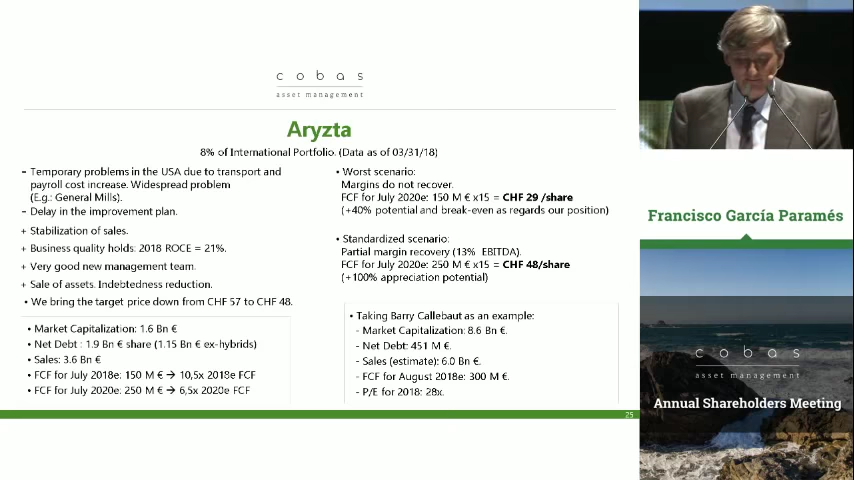 c o b a s
asset management
Aryzta
8% of International Portfolio. (Data as of 03/31/18)
– Temporary problems in the USA due to transport and
payroll cost increase. Widespread problem
(E.g.: General Mills).
– Delay in the improvement plan.
+ Stabilization of sales.
+ Business quality holds: 2018 ROCE = 21%.
+ Very good new management team.
+ Sale of assets. Indebtedness reduction.
• We bring the target price down from CHF 57 to CHF 48.
• Market Capitalization: 1.6 Bn €
• Net Debt : 1.9 Bn € share (1.15 Bn € ex-hybrids)
• Sales: 3.6 Bn €
• FCF for July 2018e: 150 M € → 10,5x 2018e FCF
• FCF for July 2020e: 250 M € → 6,5x 2020e FCF
• Worst scenario:
Margins do not recover.
FCF for July 2020e: 150 M € x15 = CHF 29 /share
(+40% potential and break-even as regards our position)
• Standardized scenario:
Partial margin recovery (13% EBITDA).
FCF for July 2020e: 250 M € x15 = CHF 48/share
(+100% appreciation potential)
• Taking Barry Callebaut as an example:
- Market Capitalization: 8.6 Bn €.
- Net Debt: 451 M €.
- Sales (estimate): 6.0 Bn €.
- FCF for August 2018e: 300 M €.
- P/E for 2018: 28x.
25
Francisco García Paramés
c o b a s
asset management
Annual Shareholders Meeting